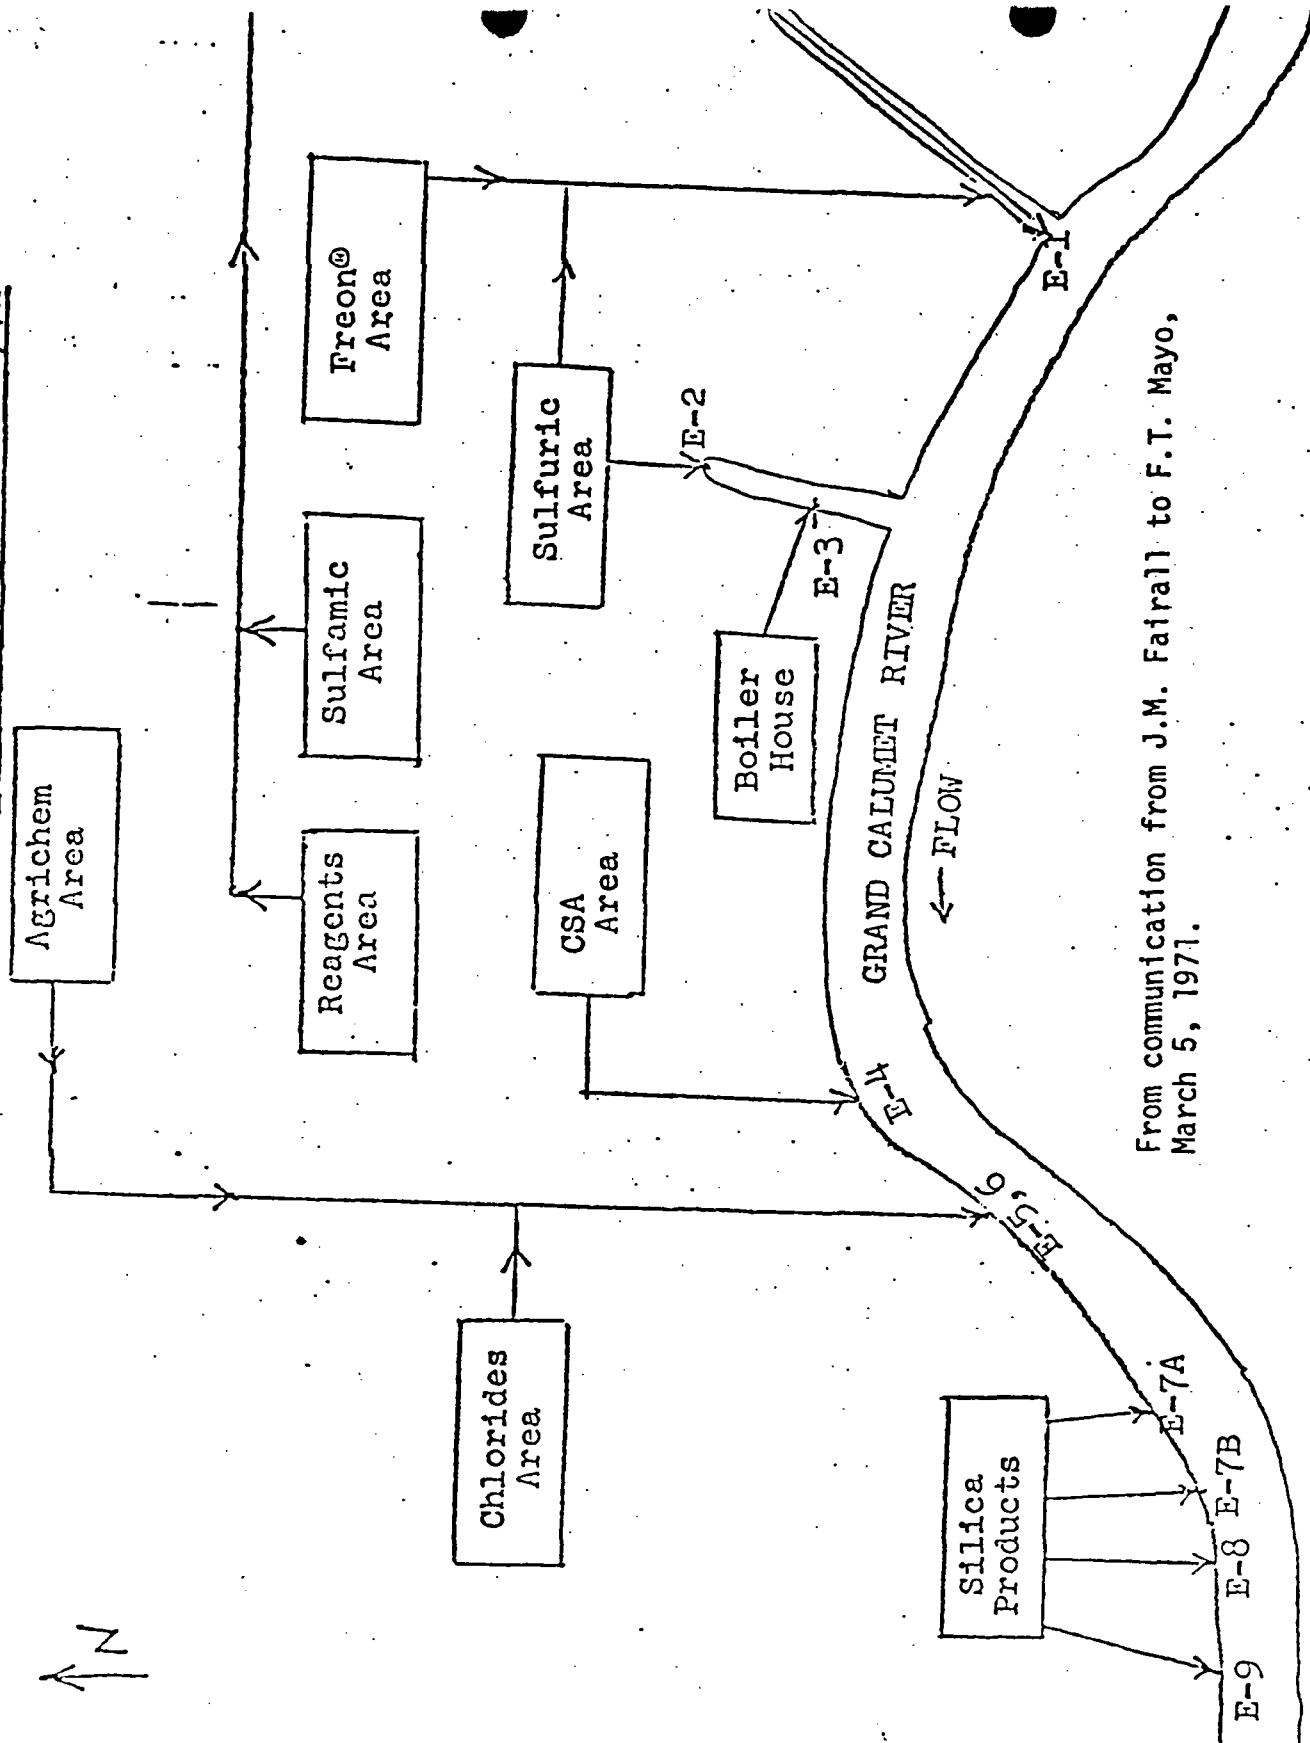 N
Agrichem
Area
Reagents
Area
Sulfamic
Area
Freon®
Area
Chlorides
Area
CSA
Area
Sulfuric
Area
E-2
Boiler
House
E-3
E-1
Silica
Products
GRAND CALUMET RIVER
← FLOW
E-4
E-5,6
E-7A
E-7B
E-8
E-9
From communication from J.M. Fairall to F.T. Mayo,
March 5, 1971.